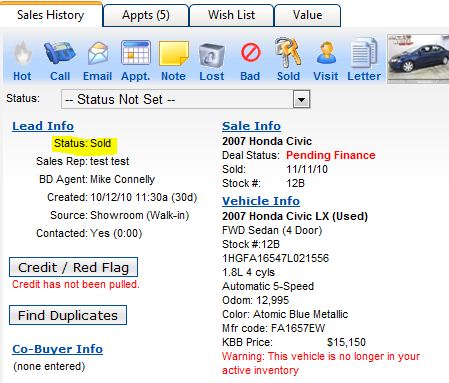 Sales History
Appts (5)
Wish List
Value
Hot
Call
Email
Appt.
Note
Lost
Bad
Sold
Visit
Letter
Status:
-- Status Not Set --
Lead Info
Status: Sold
Sales Rep: test test
BD Agent: Mike Connelly
Created: 10/12/10 11:30a (30d)
Source: Showroom (Walk-in)
Contacted: Yes (0:00)
Credit / Red Flag
Credit has not been pulled.
Find Duplicates
Co-Buyer Info
(none entered)
Sale Info
2007 Honda Civic
Deal Status: Pending Finance
Sold: 11/11/10
Stock #: 12B
Vehicle Info
2007 Honda Civic LX (Used)
FWD Sedan (4 Door)
Stock #:12B
1HGFA16547L021556
1.8L 4 cyls
Automatic 5-Speed
Odom: 12,995
Color: Atomic Blue Metallic
Mfr code: FA1657EW
KBB Price: $15,150
Warning: This vehicle is no longer in your
active inventory